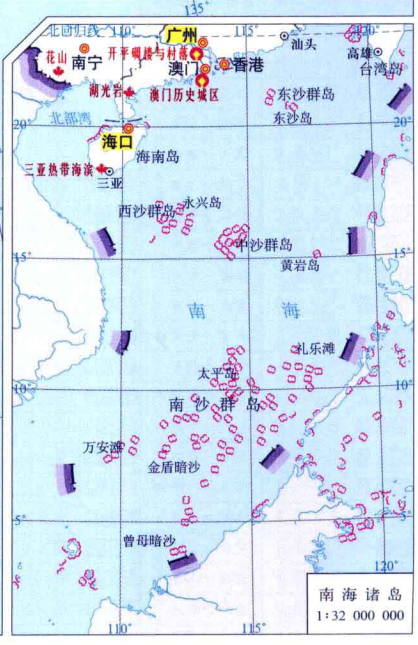 135°
北回归线
广州
汕头
花山
南宁
开平碉楼与村落
高雄
澳门
香港
台湾岛
湖光岩
澳门历史城区
东沙群岛
东沙岛
20°
北部湾
20°
海口
海南岛
三亚热带海滨
三亚
西沙群岛
永兴岛
中沙群岛
黄岩岛
15°
15°
南海
礼乐滩
太平岛
10°
10°
南沙群岛
万安滩
金盾暗沙
5°
5°
曾母暗沙
南海诸岛
1:32 000 000
110°
115°
120°